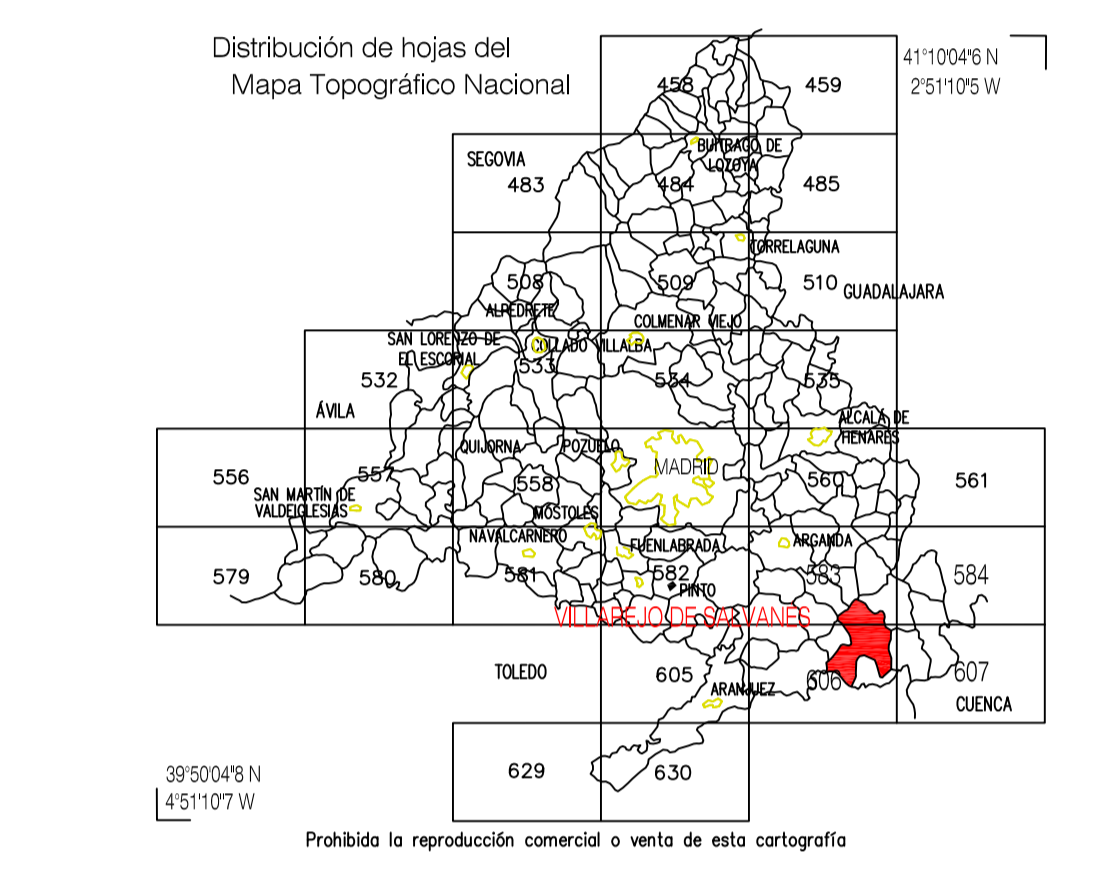 Distribución de hojas del
Mapa Topográfico Nacional
41°10'04"6 N
2°51'10"5 W
458
459
BUITRAGO DE
LOZOYA
SEGOVIA
483
484
485
TORRELAGUNA
508
509
510
GUADALAJARA
ALPEDRETE
COLMENAR VIEJO
SAN LORENZO DE
EL ESCORIAL
COLLADO VILLALBA
532
533
534
535
ÁVILA
ALCALÁ DE
HENARES
QUIJORNA
POZUELO
MADRID
556
557
558
560
561
SAN MARTÍN DE
VALDEIGLESIAS
MÓSTOLES
NAVALCARNERO
FUENLABRADA
ARGANDA
579
580
581
582
583
584
PINTO
VILLAREJO DE SALVANES
TOLEDO
605
606
607
ARANJUEZ
CUENCA
629
630
39°50'04"8 N
4°51'10"7 W
Prohibida la reproducción comercial o venta de esta cartografía